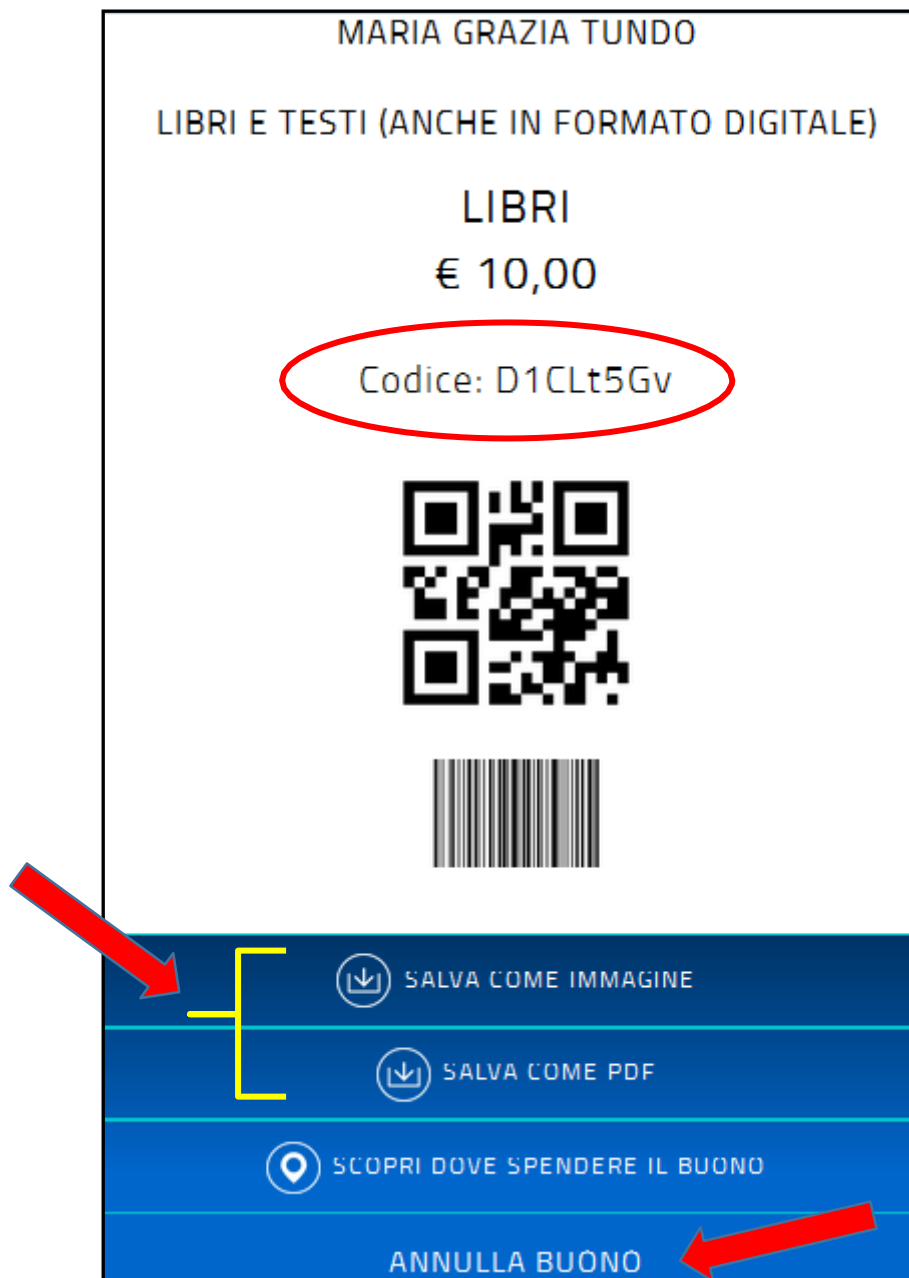 MARIA GRAZIA TUNDO
LIBRI E TESTI (ANCHE IN FORMATO DIGITALE)
LIBRI
€ 10,00
Codice: D1CLt5Gv
SALVA COME IMMAGINE
SALVA COME PDF
SCOPRI DOVE SPENDERE IL BUONO
ANNULLA BUONO